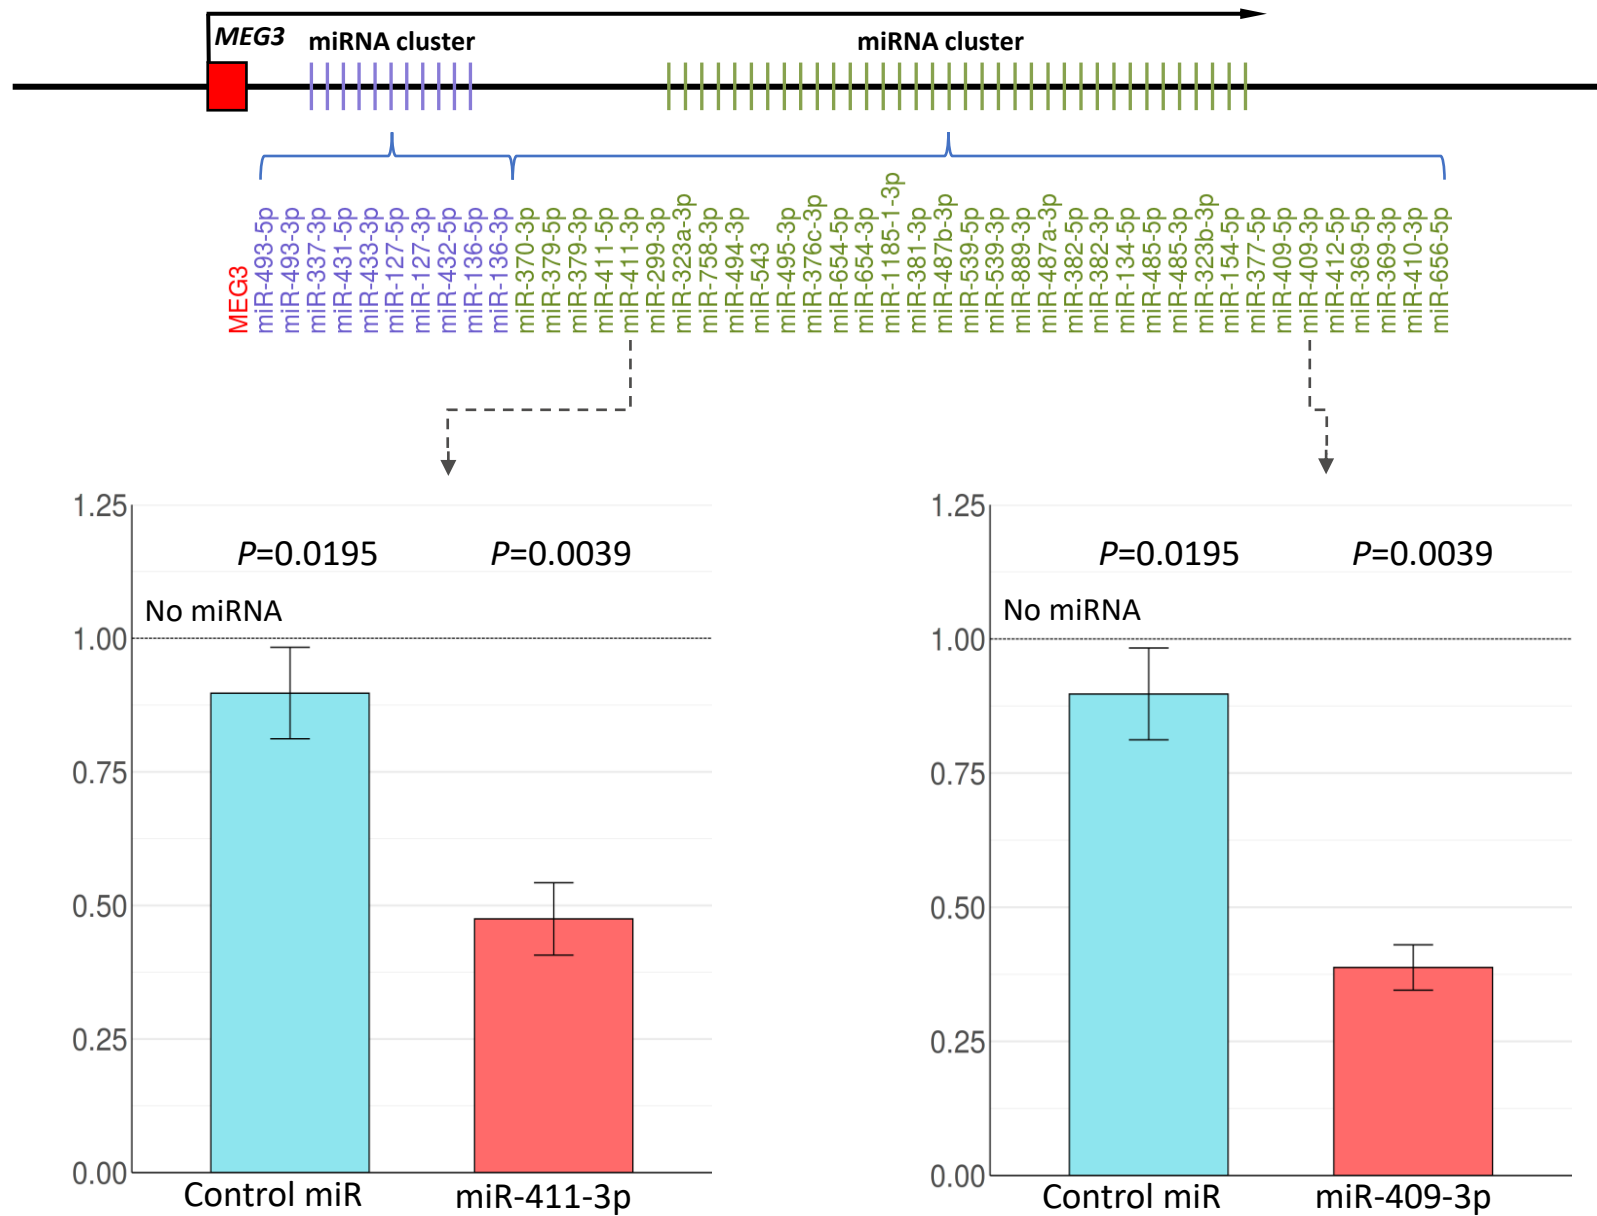 MEG3
miRNA cluster
miRNA cluster
MEG3
miR-493-5p
miR-493-3p
miR-337-3p
miR-431-5p
miR-433-3p
miR-127-5p
miR-127-3p
miR-432-5p
miR-136-5p
miR-136-3p
miR-370-3p
miR-379-5p
miR-379-3p
miR-411-5p
miR-411-3p
miR-299-3p
miR-323a-3p
miR-758-3p
miR-494-3p
miR-543
miR-495-3p
miR-376c-3p
miR-654-5p
miR-654-3p
miR-1185-1-3p
miR-381-3p
miR-487b-3p
miR-539-5p
miR-539-3p
miR-889-3p
miR-487a-3p
miR-382-5p
miR-382-3p
miR-134-5p
miR-485-5p
miR-485-3p
miR-323b-3p
miR-154-5p
miR-377-5p
miR-409-5p
miR-409-3p
miR-412-5p
miR-369-5p
miR-369-3p
miR-410-3p
miR-656-5p
1.25
P=0.0195 P=0.0039
No miRNA
1.00
0.75
0.50
0.25
0.00
Control miR miR-411-3p
1.25
P=0.0195 P=0.0039
No miRNA
1.00
0.75
0.50
0.25
0.00
Control miR miR-409-3p